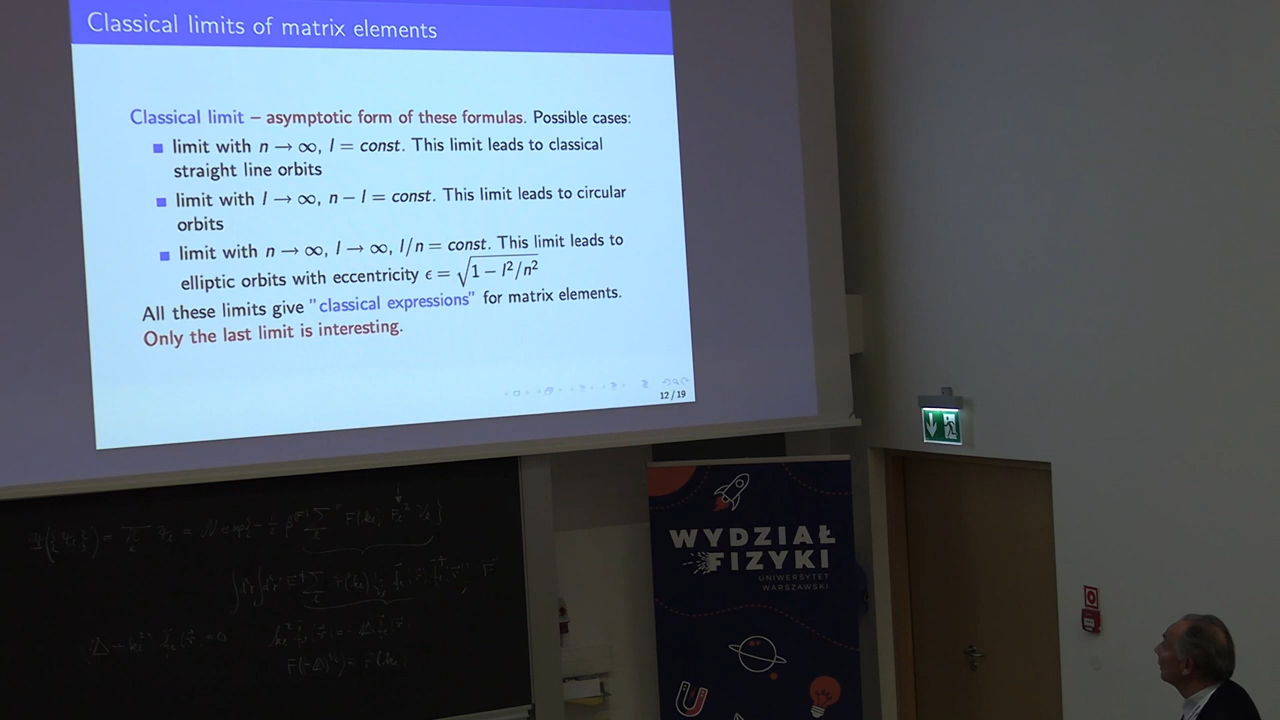 Classical limits of matrix elements
Classical limit – asymptotic form of these formulas. Possible cases:
limit with n → ∞, l = const. This limit leads to classical
straight line orbits
limit with l → ∞, n − l = const. This limit leads to circular
orbits
limit with n → ∞, l → ∞, l/n = const. This limit leads to
elliptic orbits with eccentricity ϵ = √(1 − l²/n²)
All these limits give "classical expressions" for matrix elements.
Only the last limit is interesting.
12/19
WYDZIAŁ
FIZYKI
UNIWERSYTET
WARSZAWSKI